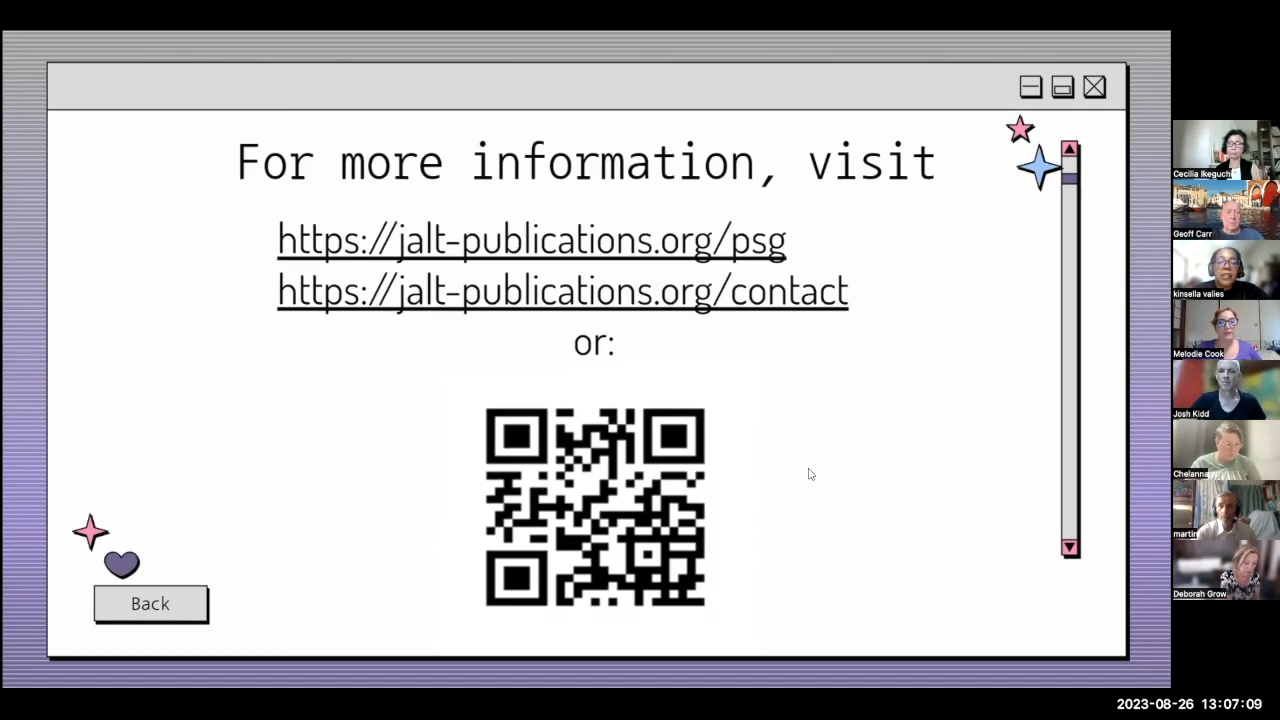 For more information, visit
https://jalt-publications.org/psg
https://jalt-publications.org/contact
or:
Back
Cecilia Ikeguchi
Geoff Carr
kinsella valies
Melodie Cook
Josh Kidd
Chelanna
martin
Deborah Grow
2023-08-26 13:07:09